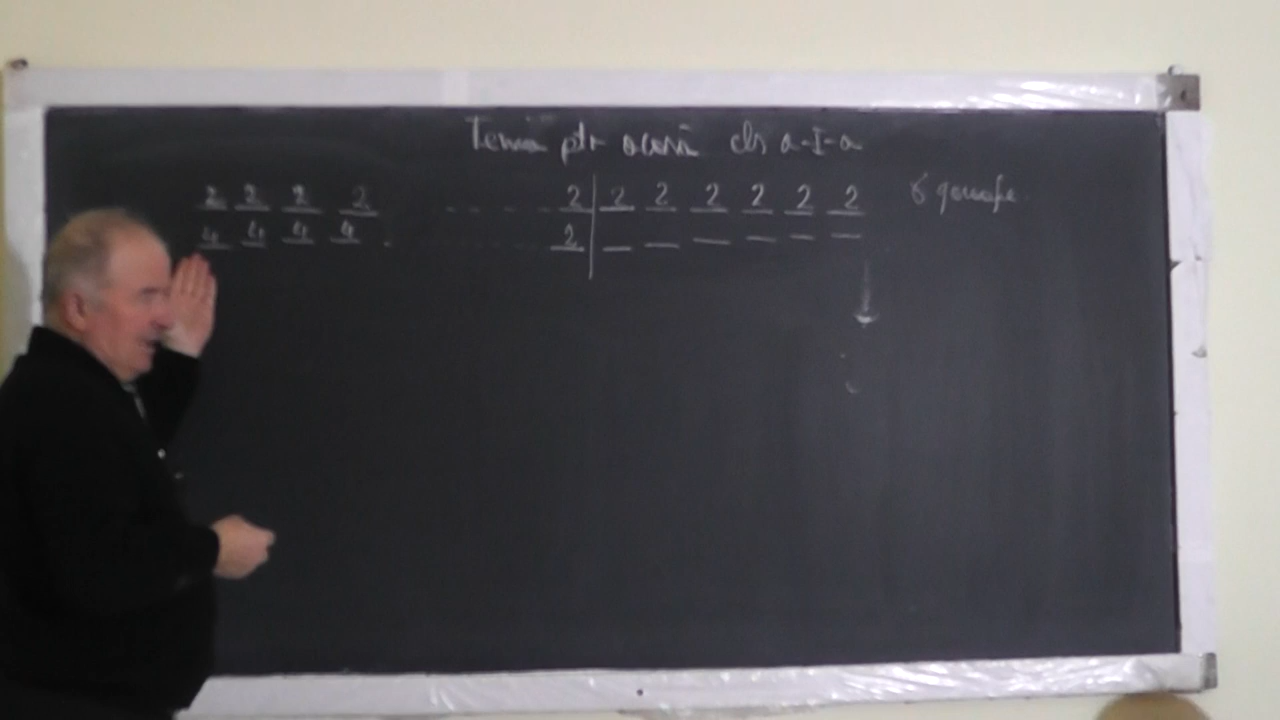 Temă ptr acasă cls a-I-a
2 2 2 2 - - - - 2 | 2 2 2 2 2 2 6 grupe
4 4 4 4 . 2 | _ _ _ _ _ _